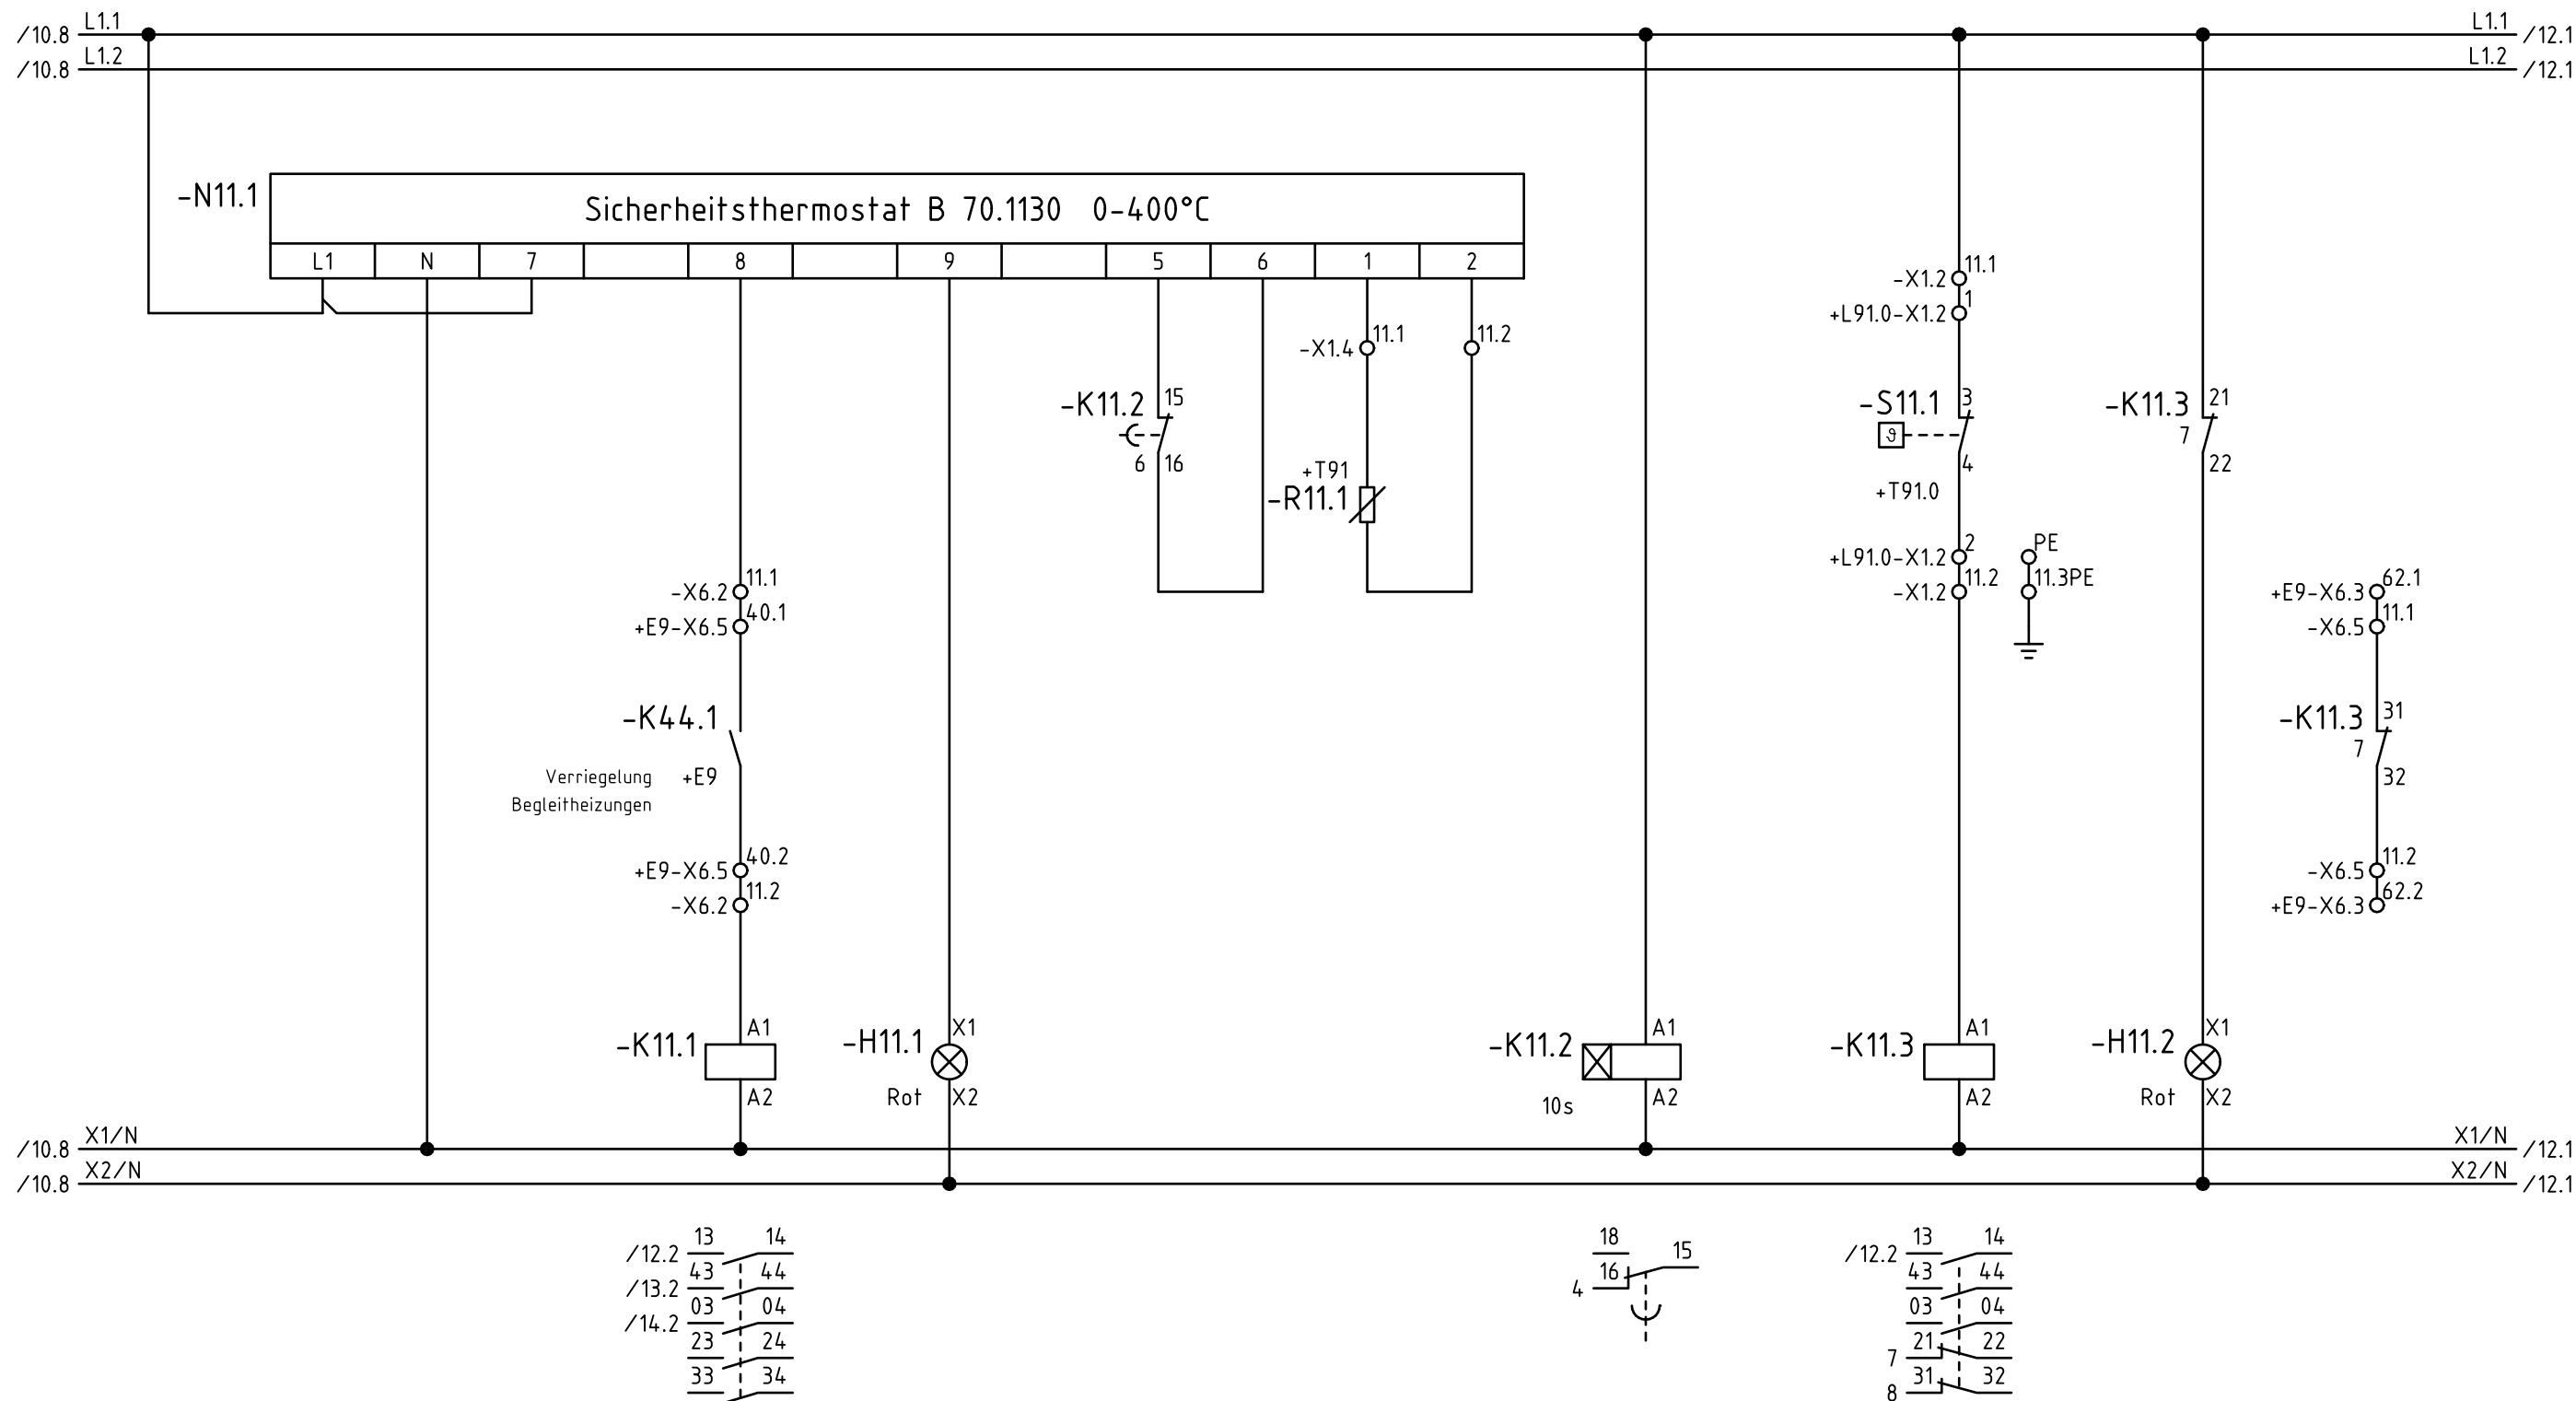 /10.8 L1.1 L1.1 /12.1
/10.8 L1.2 L1.2 /12.1
-N11.1 Sicherheitsthermostat B 70.1130 0-400°C
L1 N 7 8 9 5 6 1 2
-X1.2 11.1
+L91.0-X1.2 1
-X1.4 11.1 11.2
-K11.2 15
6 16
-S11.1 3
ϑ
4
+T91.0
-K11.3 21
7
22
+T91
-R11.1
+L91.0-X1.2 2 PE
-X1.2 11.2 11.3PE
-X6.2 11.1
+E9-X6.5 40.1
+E9-X6.3 62.1
-X6.5 11.1
-K44.1
Verriegelung +E9
Begleitheizungen
-K11.3 31
7
32
+E9-X6.5 40.2
-X6.2 11.2
-X6.5 11.2
+E9-X6.3 62.2
-K11.1 A1
A2
-H11.1 X1
Rot X2
-K11.2 A1
10s A2
-K11.3 A1
A2
-H11.2 X1
Rot X2
/10.8 X1/N X1/N /12.1
/10.8 X2/N X2/N /12.1
/12.2 13 14
/13.2 43 44
/14.2 03 04
23 24
33 34
18 15
4 16
/12.2 13 14
43 44
03 04
7 21 22
8 31 32